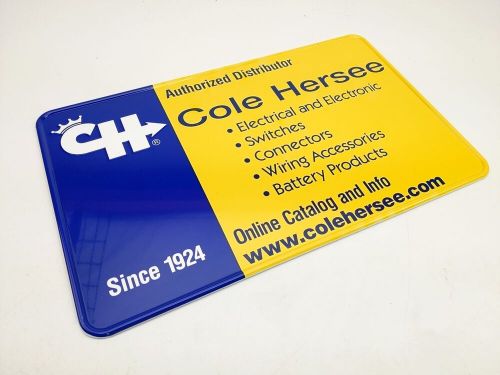 CH®
Since 1924
Authorized Distributor
Cole Hersee
• Electrical and Electronic
• Switches
• Connectors
• Wiring Accessories
• Battery Products
Online Catalog and Info
www.colehersee.com